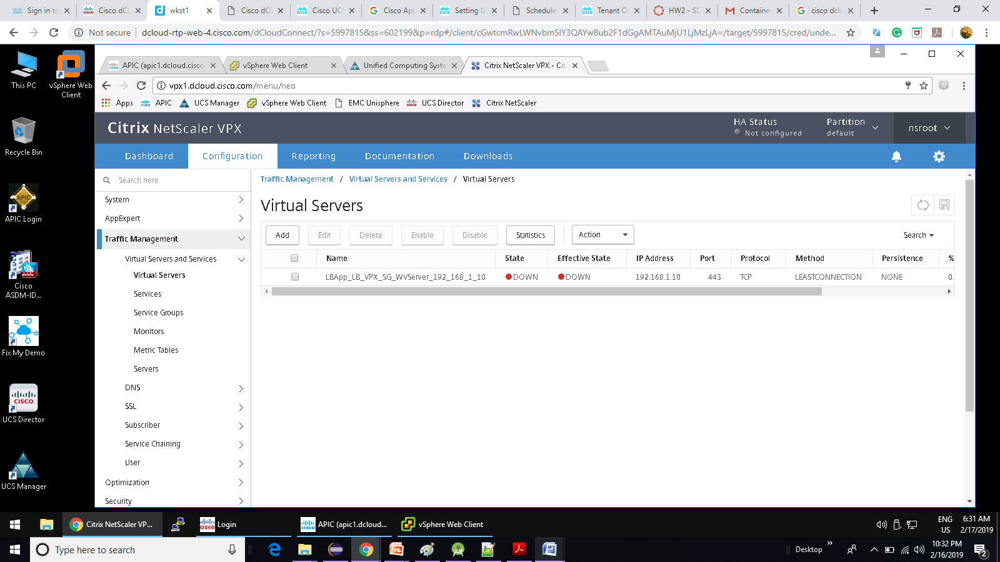 Sign in to
Cisco dCl
wkst1
Cisco dCl
Cisco UCS
Cisco App
Setting U
Schedule
Tenant O
HW2 - SD
Container
cisco dclo
Not secure
dcloud-rtp-web-4.cisco.com/dCloudConnect/?s=5997815&ss=602199&p=rdp#/client/cGwtcmRwLWNvbm5lY3QAYwBub2F1dGgAMTAuMjU1LjMzLjA=/target/5997815/cred/unde...
This PC
vSphere Web
Client
Recycle Bin
APIC
APIC Login
Cisco
ASDM-ID...
Fix My Demo
CISCO
UCS Director
UCS Manager
APIC (apic1.dcloud.cisco
vSphere Web Client
Unified Computing Syste
Citrix NetScaler VPX - Co
vpx1.dcloud.cisco.com/menu/neo
Apps
APIC
UCS Manager
vSphere Web Client
EMC Unisphere
UCS Director
Citrix NetScaler
Citrix NetScaler VPX
HA Status
Not configured
Partition
default
nsroot
Dashboard
Configuration
Reporting
Documentation
Downloads
Search here
System
AppExpert
Traffic Management
Virtual Servers and Services
Virtual Servers
Services
Service Groups
Monitors
Metric Tables
Servers
DNS
SSL
Subscriber
Service Chaining
User
Optimization
Security
Traffic Management / Virtual Servers and Services / Virtual Servers
Virtual Servers
Add
Edit
Delete
Enable
Disable
Statistics
Action
Search
Name State Effective State IP Address Port Protocol Method Persistence %
LBApp_LB_VPX_SG_WVServer_192_168_1_10 DOWN DOWN 192.168.1.10 443 TCP LEASTCONNECTION NONE 0.
Citrix NetScaler VP...
Login
APIC (apic1.dcloud...
vSphere Web Client
ENG
US
6:31 AM
2/17/2019
Type here to search
Desktop
10:32 PM
2/16/2019
2